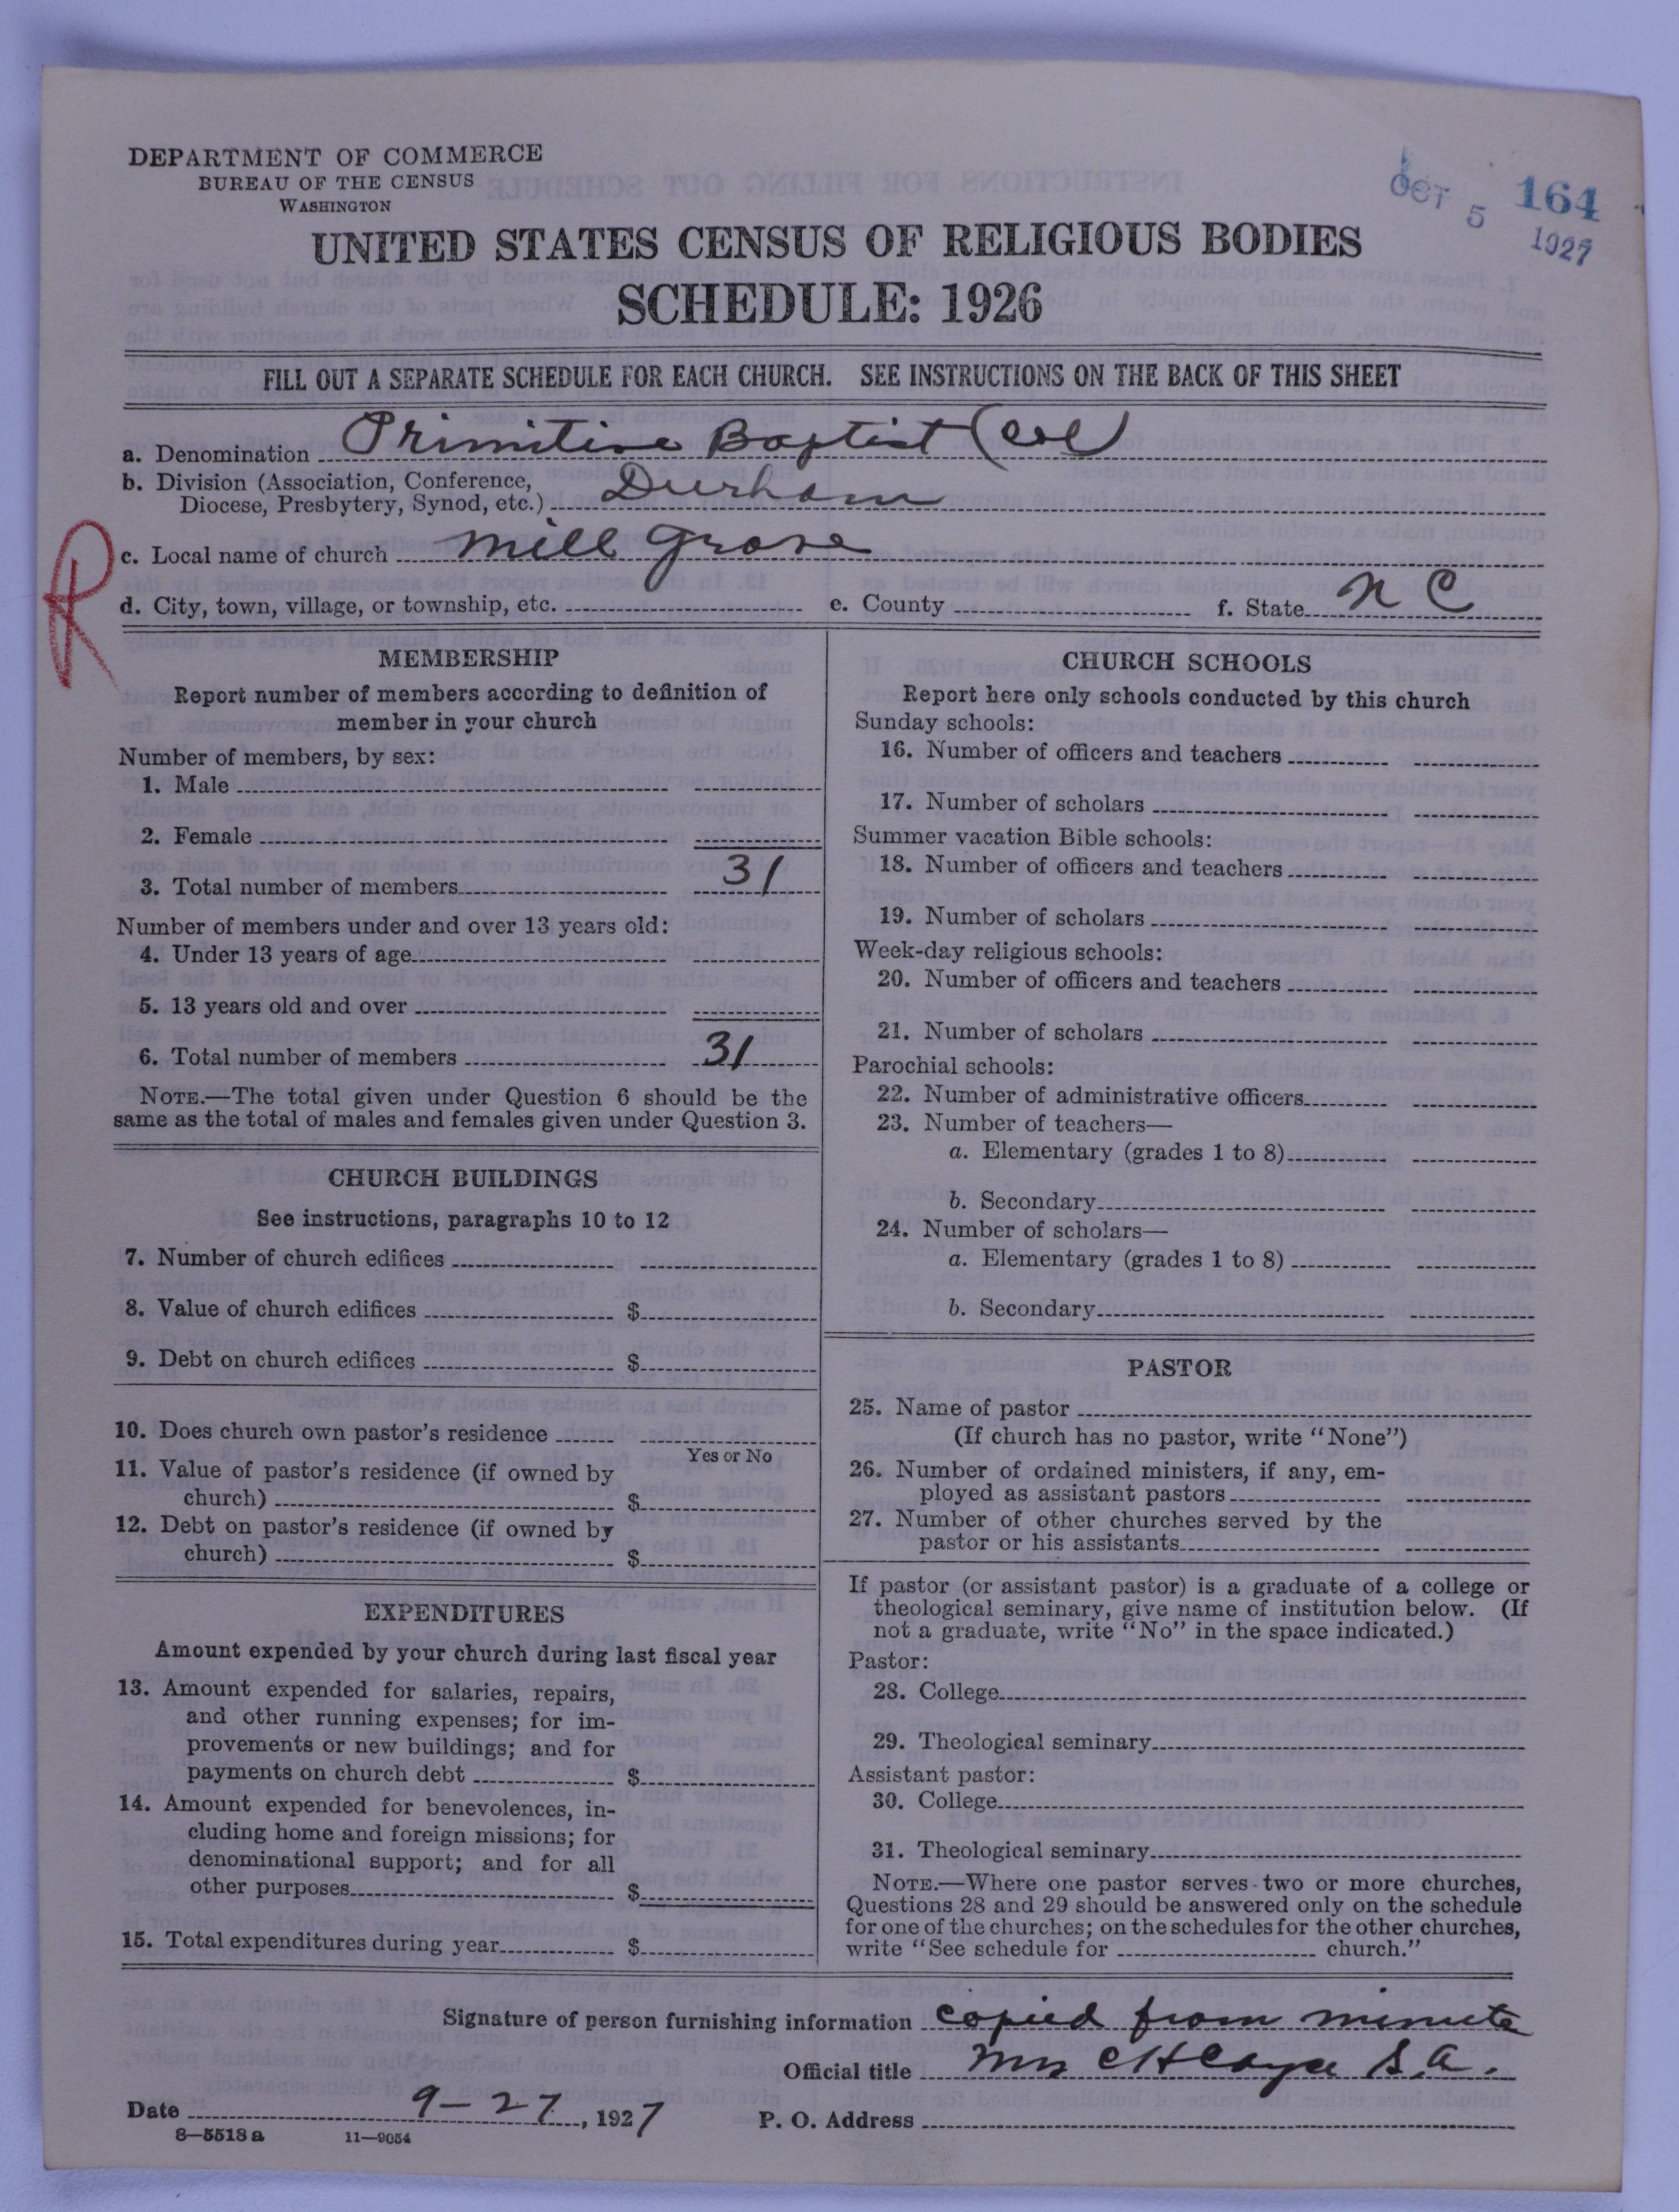 DEPARTMENT OF COMMERCE
BUREAU OF THE CENSUS
WASHINGTON
OCT 5 1927
164
UNITED STATES CENSUS OF RELIGIOUS BODIES
SCHEDULE: 1926
FILL OUT A SEPARATE SCHEDULE FOR EACH CHURCH. SEE INSTRUCTIONS ON THE BACK OF THIS SHEET
a. Denomination Primitive Baptist (Col)
b. Division (Association, Conference,
Diocese, Presbytery, Synod, etc.) Durham
R
c. Local name of church Mill Grove
d. City, town, village, or township, etc. e. County f. State N C
MEMBERSHIP
Report number of members according to definition of
member in your church
Number of members, by sex:
1. Male
2. Female
3. Total number of members 31
Number of members under and over 13 years old:
4. Under 13 years of age
5. 13 years old and over
6. Total number of members 31
NOTE.—The total given under Question 6 should be the
same as the total of males and females given under Question 3.
CHURCH BUILDINGS
See instructions, paragraphs 10 to 12
7. Number of church edifices
8. Value of church edifices $
9. Debt on church edifices $
10. Does church own pastor's residence
Yes or No
11. Value of pastor's residence (if owned by
church) $
12. Debt on pastor's residence (if owned by
church) $
EXPENDITURES
Amount expended by your church during last fiscal year
13. Amount expended for salaries, repairs,
and other running expenses; for im-
provements or new buildings; and for
payments on church debt $
14. Amount expended for benevolences, in-
cluding home and foreign missions; for
denominational support; and for all
other purposes $
15. Total expenditures during year $
CHURCH SCHOOLS
Report here only schools conducted by this church
Sunday schools:
16. Number of officers and teachers
17. Number of scholars
Summer vacation Bible schools:
18. Number of officers and teachers
19. Number of scholars
Week-day religious schools:
20. Number of officers and teachers
21. Number of scholars
Parochial schools:
22. Number of administrative officers
23. Number of teachers—
a. Elementary (grades 1 to 8)
b. Secondary
24. Number of scholars—
a. Elementary (grades 1 to 8)
b. Secondary
PASTOR
25. Name of pastor
(If church has no pastor, write "None")
26. Number of ordained ministers, if any, em-
ployed as assistant pastors
27. Number of other churches served by the
pastor or his assistants
If pastor (or assistant pastor) is a graduate of a college or
theological seminary, give name of institution below. (If
not a graduate, write "No" in the space indicated.)
Pastor:
28. College
29. Theological seminary
Assistant pastor:
30. College
31. Theological seminary
NOTE.—Where one pastor serves two or more churches,
Questions 28 and 29 should be answered only on the schedule
for one of the churches; on the schedules for the other churches,
write "See schedule for church."
Signature of person furnishing information copied from minute
Official title Mrs C H Cayce S.A.
Date 9-27, 1927 P. O. Address
8—5518 a 11—9054